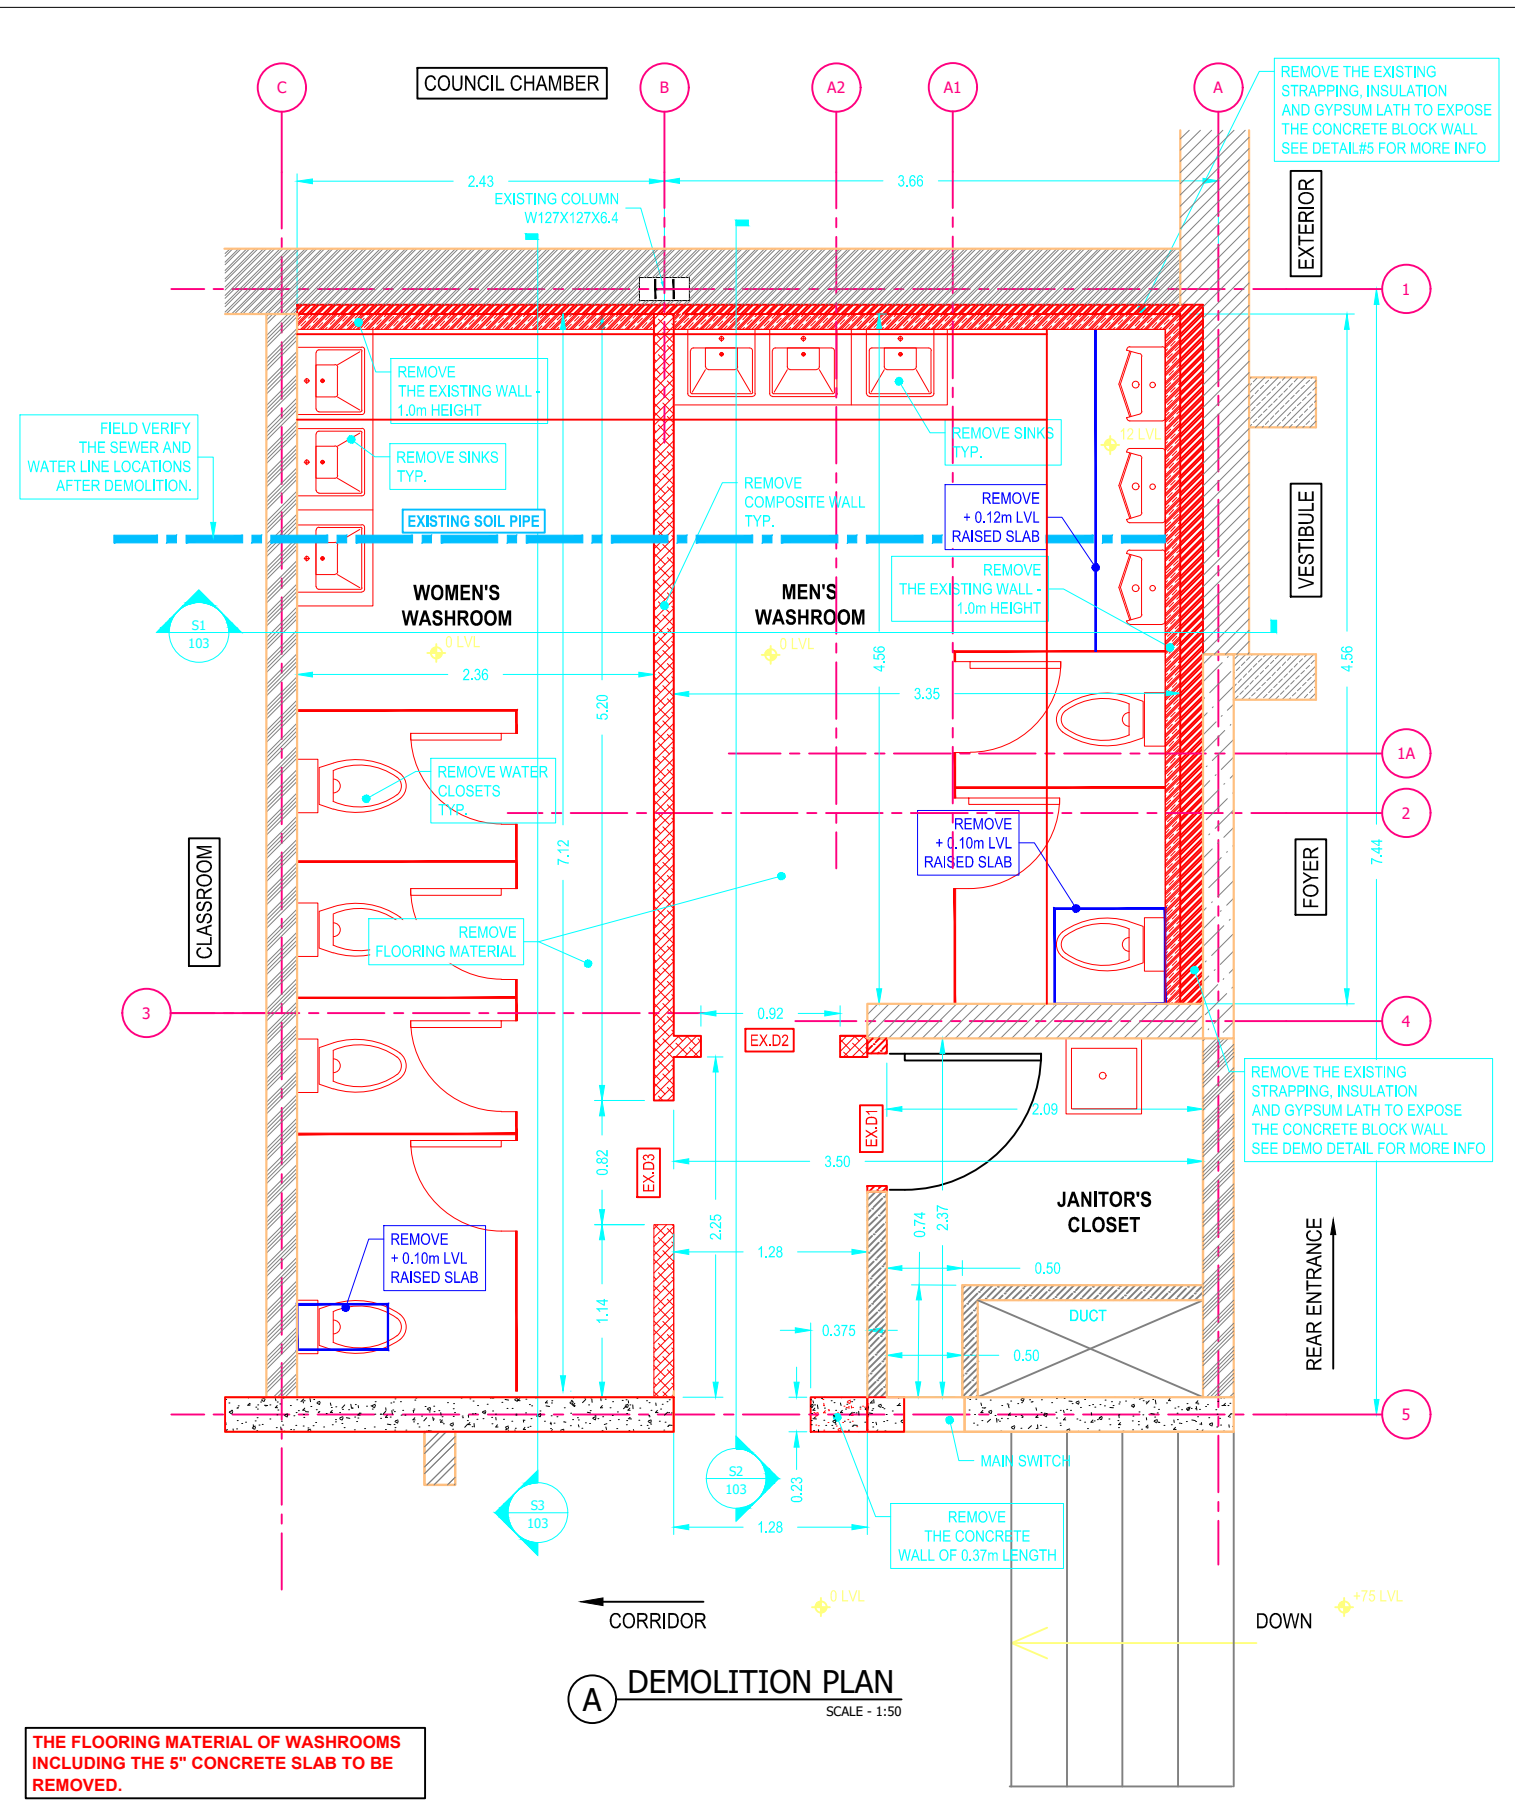 COUNCIL CHAMBER
C
B
A2
A1
A
REMOVE THE EXISTING
STRAPPING, INSULATION
AND GYPSUM LATH TO EXPOSE
THE CONCRETE BLOCK WALL
SEE DETAIL#5 FOR MORE INFO
2.43
3.66
EXISTING COLUMN
W127X127X6.4
EXTERIOR
1
REMOVE
THE EXISTING WALL -
1.0m HEIGHT
FIELD VERIFY
THE SEWER AND
WATER LINE LOCATIONS
AFTER DEMOLITION.
REMOVE SINKS
TYP.
REMOVE SINKS
TYP.
12 LVL
REMOVE
COMPOSITE WALL
TYP.
REMOVE
+ 0.12m LVL
RAISED SLAB
EXISTING SOIL PIPE
VESTIBULE
REMOVE
THE EXISTING WALL -
1.0m HEIGHT
WOMEN'S
WASHROOM
MEN'S
WASHROOM
S1
103
0 LVL
0 LVL
4.56
4.56
2.36
3.35
5.20
1A
REMOVE WATER
CLOSETS
TYP.
2
REMOVE
+ 0.10m LVL
RAISED SLAB
7.12
7.44
CLASSROOM
FOYER
REMOVE
FLOORING MATERIAL
3
0.92
4
EX.D2
REMOVE THE EXISTING
STRAPPING, INSULATION
AND GYPSUM LATH TO EXPOSE
THE CONCRETE BLOCK WALL
SEE DEMO DETAIL FOR MORE INFO
2.09
EX.D1
0.82
EX.D3
3.50
JANITOR'S
CLOSET
2.25
0.74
2.37
REMOVE
+ 0.10m LVL
RAISED SLAB
1.28
0.50
REAR ENTRANCE
1.14
0.375
DUCT
0.50
5
MAIN SWITCH
S2
103
0.23
S3
103
1.28
REMOVE
THE CONCRETE
WALL OF 0.37m LENGTH
0 LVL
+75 LVL
CORRIDOR
DOWN
A
DEMOLITION PLAN
SCALE - 1:50
THE FLOORING MATERIAL OF WASHROOMS
INCLUDING THE 5" CONCRETE SLAB TO BE
REMOVED.